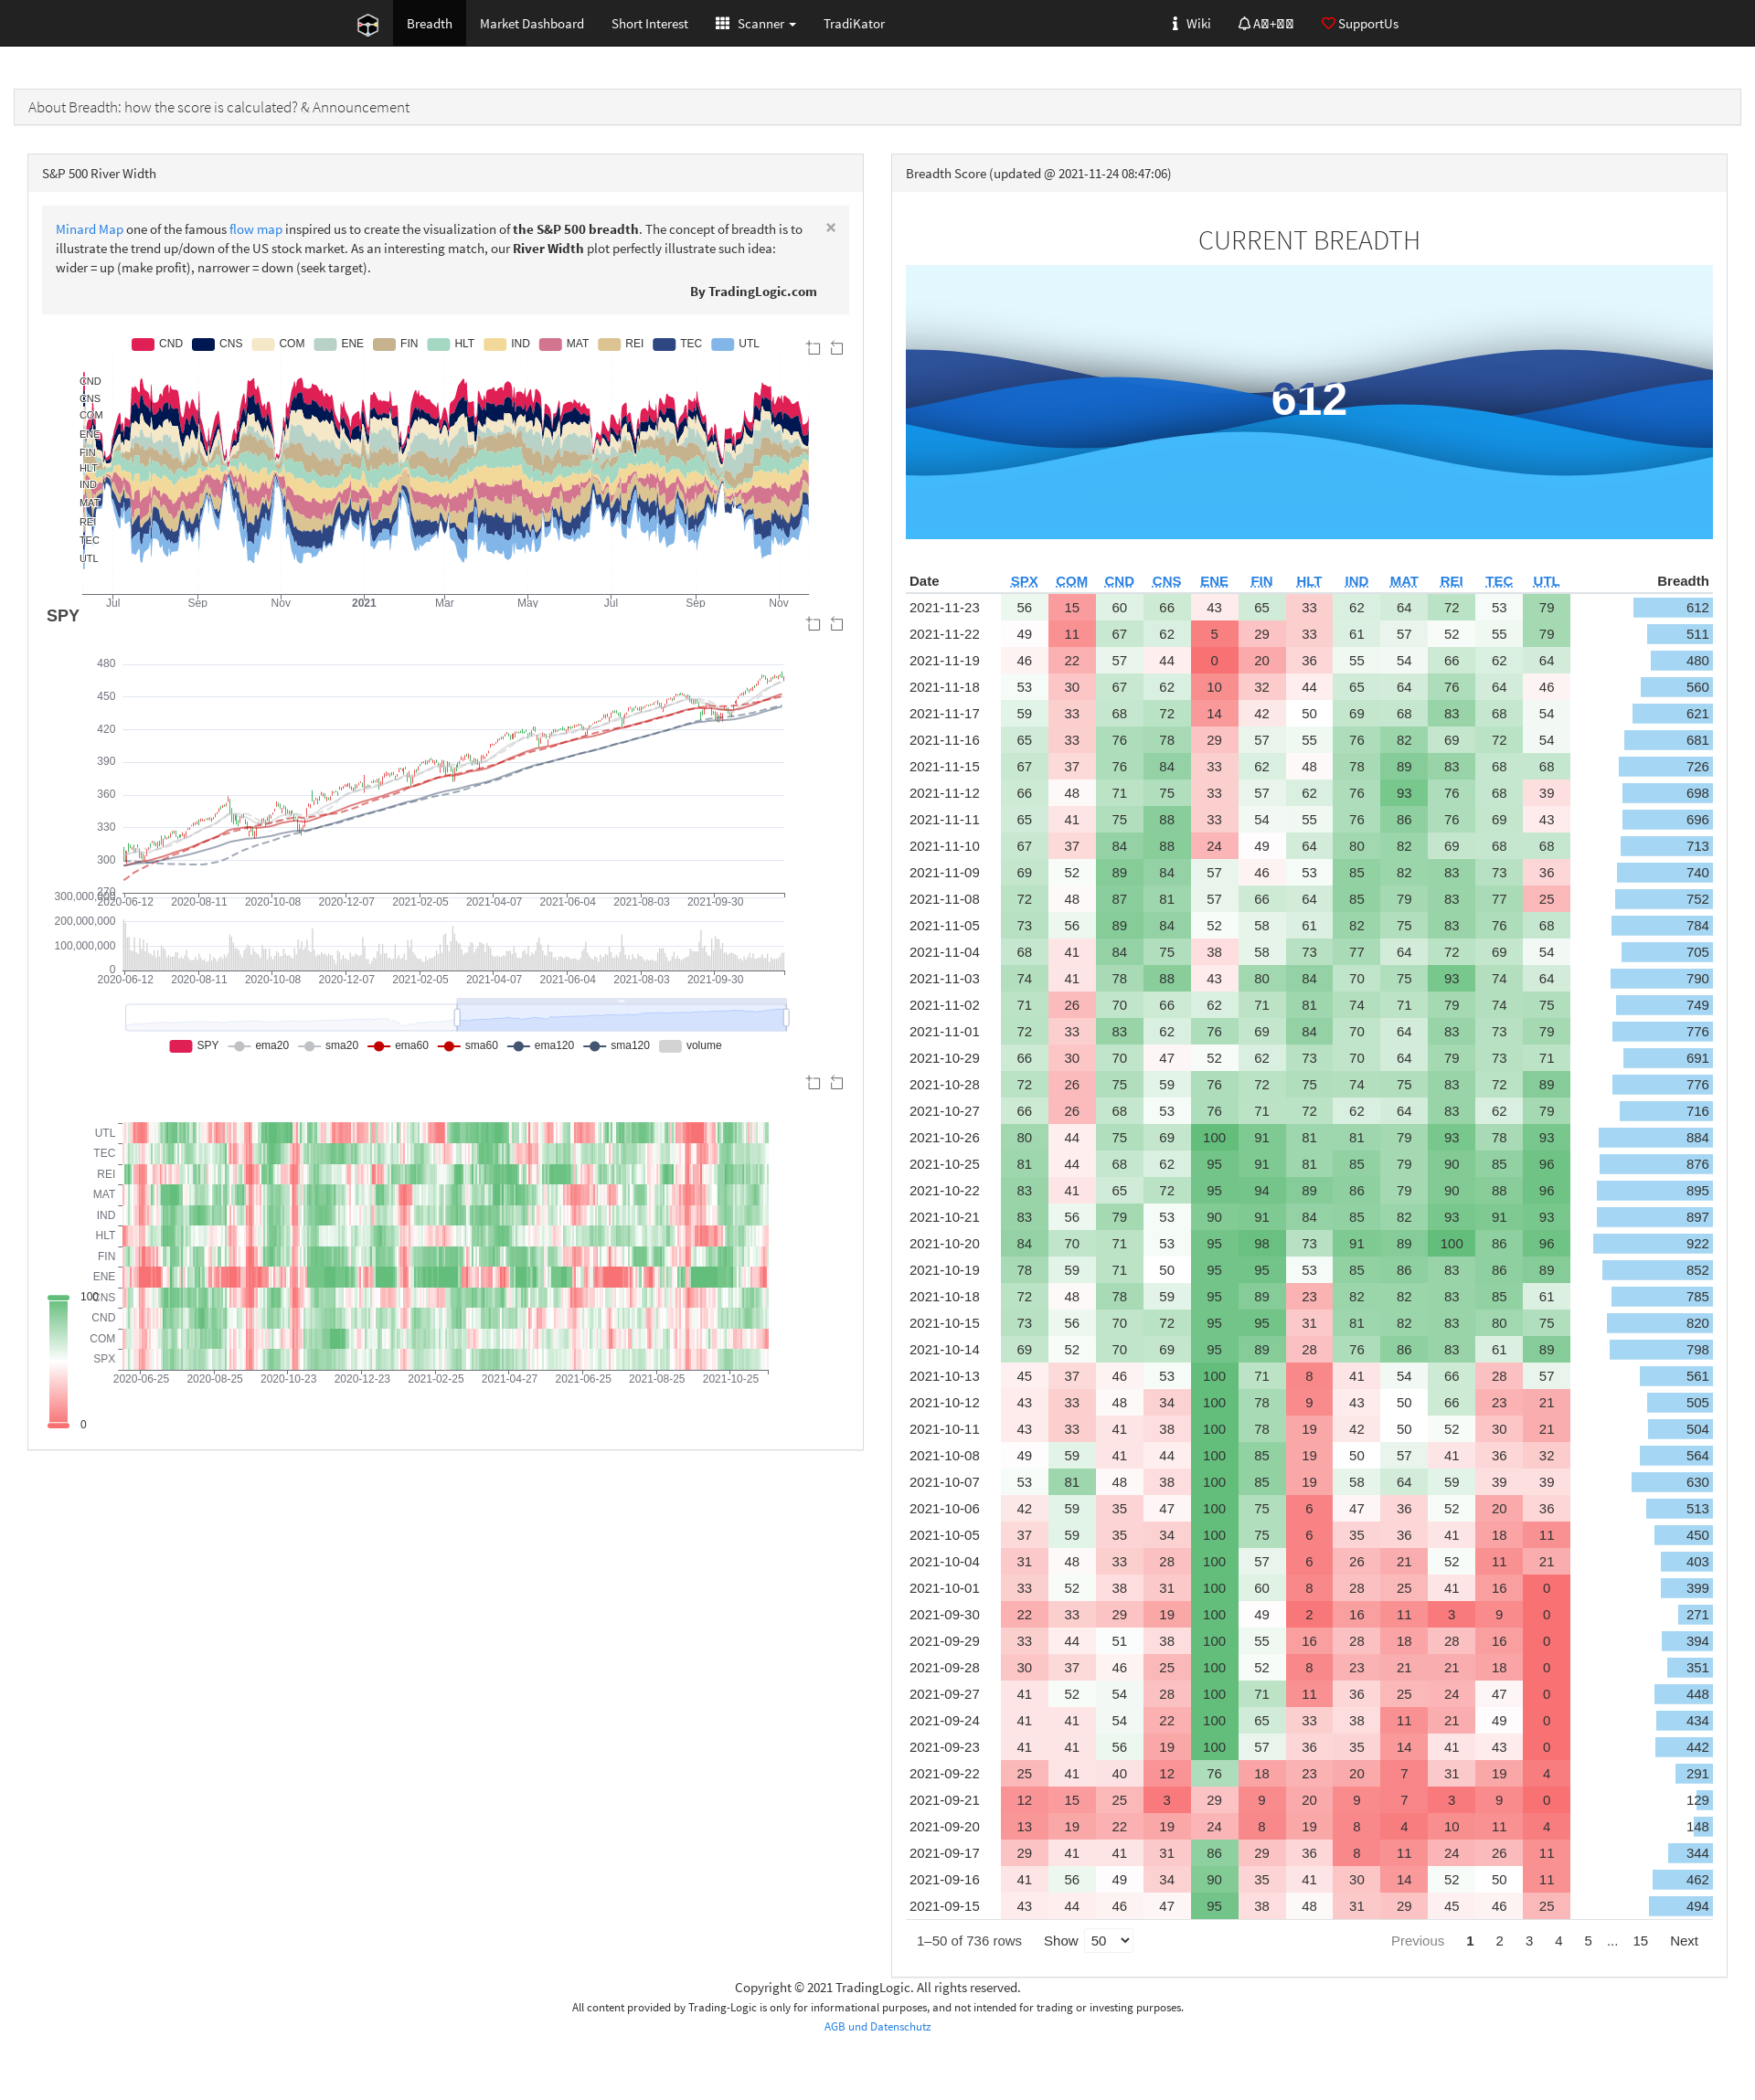 Breadth Market Dashboard Short Interest Scanner TradiKator Wiki SupportUs
About Breadth: how the score is calculated? & Announcement
S&P 500 River Width
Minard Map one of the famous flow map inspired us to create the visualization of the S&P 500 breadth. The concept of breadth is to
illustrate the trend up/down of the US stock market. As an interesting match, our River Width plot perfectly illustrate such idea:
wider = up (make profit), narrower = down (seek target).
By TradingLogic.com
×
CND CNS COM ENE FIN HLT IND MAT REI TEC UTL
CND
CNS
COM
ENE
FIN
HLT
IND
MAT
REI
TEC
UTL
Jul Sep Nov 2021 Mar May Jul Sep Nov
SPY
480
450
420
390
360
330
300
270
2020-06-12 2020-08-11 2020-10-08 2020-12-07 2021-02-05 2021-04-07 2021-06-04 2021-08-03 2021-09-30
300,000,000
200,000,000
100,000,000
0
2020-06-12 2020-08-11 2020-10-08 2020-12-07 2021-02-05 2021-04-07 2021-06-04 2021-08-03 2021-09-30
SPY ema20 sma20 ema60 sma60 ema120 sma120 volume
UTL
TEC
REI
MAT
IND
HLT
FIN
ENE
CNS
CND
COM
SPX
2020-06-25 2020-08-25 2020-10-23 2020-12-23 2021-02-25 2021-04-27 2021-06-25 2021-08-25 2021-10-25
100
0
Breadth Score (updated @ 2021-11-24 08:47:06)
CURRENT BREADTH
612
Date SPX COM CND CNS ENE FIN HLT IND MAT REI TEC UTL Breadth
2021-11-23 56 15 60 66 43 65 33 62 64 72 53 79 612
2021-11-22 49 11 67 62 5 29 33 61 57 52 55 79 511
2021-11-19 46 22 57 44 0 20 36 55 54 66 62 64 480
2021-11-18 53 30 67 62 10 32 44 65 64 76 64 46 560
2021-11-17 59 33 68 72 14 42 50 69 68 83 68 54 621
2021-11-16 65 33 76 78 29 57 55 76 82 69 72 54 681
2021-11-15 67 37 76 84 33 62 48 78 89 83 68 68 726
2021-11-12 66 48 71 75 33 57 62 76 93 76 68 39 698
2021-11-11 65 41 75 88 33 54 55 76 86 76 69 43 696
2021-11-10 67 37 84 88 24 49 64 80 82 69 68 68 713
2021-11-09 69 52 89 84 57 46 53 85 82 83 73 36 740
2021-11-08 72 48 87 81 57 66 64 85 79 83 77 25 752
2021-11-05 73 56 89 84 52 58 61 82 75 83 76 68 784
2021-11-04 68 41 84 75 38 58 73 77 64 72 69 54 705
2021-11-03 74 41 78 88 43 80 84 70 75 93 74 64 790
2021-11-02 71 26 70 66 62 71 81 74 71 79 74 75 749
2021-11-01 72 33 83 62 76 69 84 70 64 83 73 79 776
2021-10-29 66 30 70 47 52 62 73 70 64 79 73 71 691
2021-10-28 72 26 75 59 76 72 75 74 75 83 72 89 776
2021-10-27 66 26 68 53 76 71 72 62 64 83 62 79 716
2021-10-26 80 44 75 69 100 91 81 81 79 93 78 93 884
2021-10-25 81 44 68 62 95 91 81 85 79 90 85 96 876
2021-10-22 83 41 65 72 95 94 89 86 79 90 88 96 895
2021-10-21 83 56 79 53 90 91 84 85 82 93 91 93 897
2021-10-20 84 70 71 53 95 98 73 91 89 100 86 96 922
2021-10-19 78 59 71 50 95 95 53 85 86 83 86 89 852
2021-10-18 72 48 78 59 95 89 23 82 82 83 85 61 785
2021-10-15 73 56 70 72 95 95 31 81 82 83 80 75 820
2021-10-14 69 52 70 69 95 89 28 76 86 83 61 89 798
2021-10-13 45 37 46 53 100 71 8 41 54 66 28 57 561
2021-10-12 43 33 48 34 100 78 9 43 50 66 23 21 505
2021-10-11 43 33 41 38 100 78 19 42 50 52 30 21 504
2021-10-08 49 59 41 44 100 85 19 50 57 41 36 32 564
2021-10-07 53 81 48 38 100 85 19 58 64 59 39 39 630
2021-10-06 42 59 35 47 100 75 6 47 36 52 20 36 513
2021-10-05 37 59 35 34 100 75 6 35 36 41 18 11 450
2021-10-04 31 48 33 28 100 57 6 26 21 52 11 21 403
2021-10-01 33 52 38 31 100 60 8 28 25 41 16 0 399
2021-09-30 22 33 29 19 100 49 2 16 11 3 9 0 271
2021-09-29 33 44 51 38 100 55 16 28 18 28 16 0 394
2021-09-28 30 37 46 25 100 52 8 23 21 21 18 0 351
2021-09-27 41 52 54 28 100 71 11 36 25 24 47 0 448
2021-09-24 41 41 54 22 100 65 33 38 11 21 49 0 434
2021-09-23 41 41 56 19 100 57 36 35 14 41 43 0 442
2021-09-22 25 41 40 12 76 18 23 20 7 31 19 4 291
2021-09-21 12 15 25 3 29 9 20 9 7 3 9 0 129
2021-09-20 13 19 22 19 24 8 19 8 4 10 11 4 148
2021-09-17 29 41 41 31 86 29 36 8 11 24 26 11 344
2021-09-16 41 56 49 34 90 35 41 30 14 52 50 11 462
2021-09-15 43 44 46 47 95 38 48 31 29 45 46 25 494
1–50 of 736 rows Show 50 Previous 1 2 3 4 5 ... 15 Next
Copyright © 2021 TradingLogic. All rights reserved.
All content provided by Trading-Logic is only for informational purposes, and not intended for trading or investing purposes.
AGB und Datenschutz